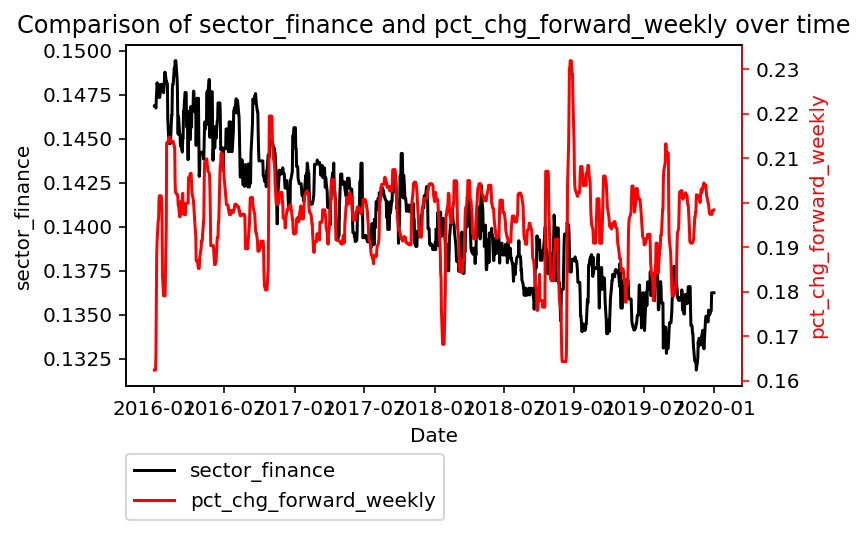 Comparison of sector_finance and pct_chg_forward_weekly over time
0.1500
0.1475
0.1450
0.1425
0.1400
0.1375
0.1350
0.1325
sector_finance
0.23
0.22
0.21
0.20
0.19
0.18
0.17
0.16
pct_chg_forward_weekly
2016-01 2016-07 2017-01 2017-07 2018-01 2018-07 2019-01 2019-07 2020-01
Date
sector_finance
pct_chg_forward_weekly